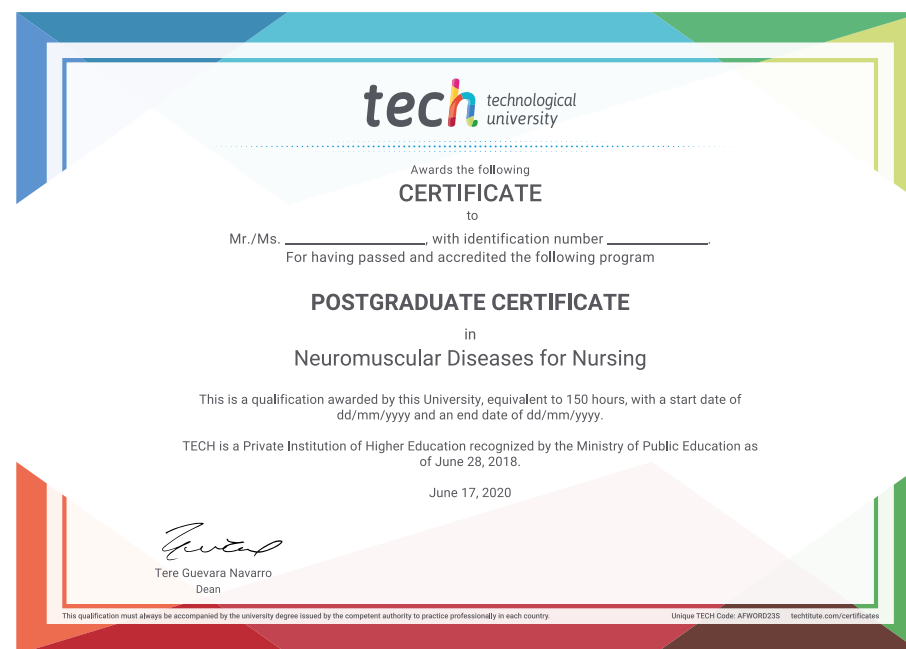 tech technological
university
Awards the following
CERTIFICATE
to
Mr./Ms. ____________________, with identification number ______________.
For having passed and accredited the following program
POSTGRADUATE CERTIFICATE
in
Neuromuscular Diseases for Nursing
This is a qualification awarded by this University, equivalent to 150 hours, with a start date of
dd/mm/yyyy and an end date of dd/mm/yyyy.
TECH is a Private Institution of Higher Education recognized by the Ministry of Public Education as
of June 28, 2018.
June 17, 2020
Tere Guevara Navarro
Dean
This qualification must always be accompanied by the university degree issued by the competent authority to practice professionally in each country.
Unique TECH Code: AFWORD23S techtitute.com/certificates